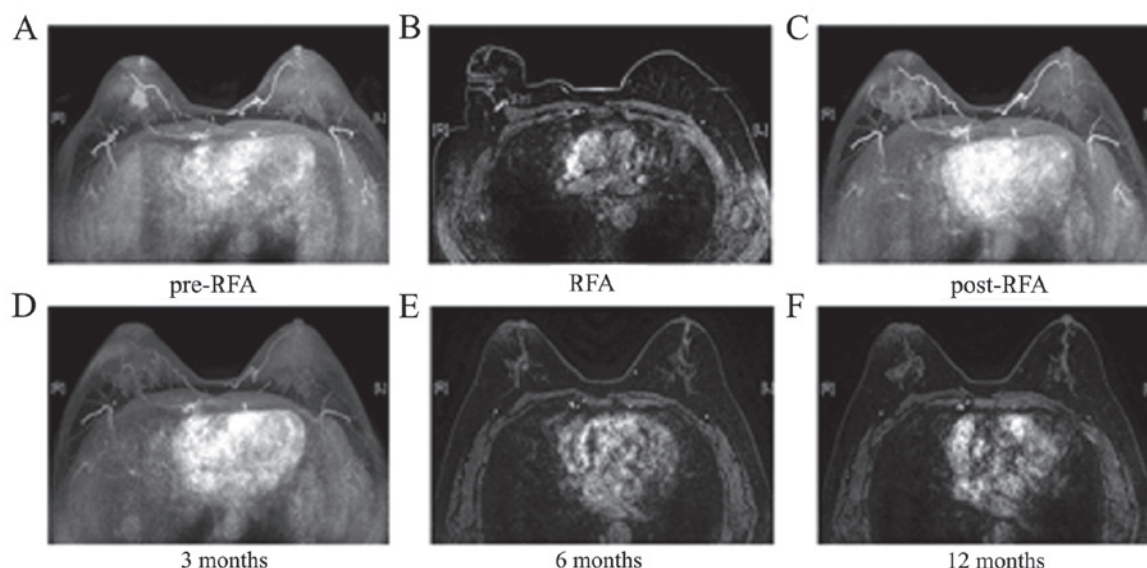 A
B
C
[R]
[L]
[R]
[L]
[R]
[L]
pre-RFA
RFA
post-RFA
D
E
F
[R]
[L]
[R]
[L]
[R]
[L]
3 months
6 months
12 months